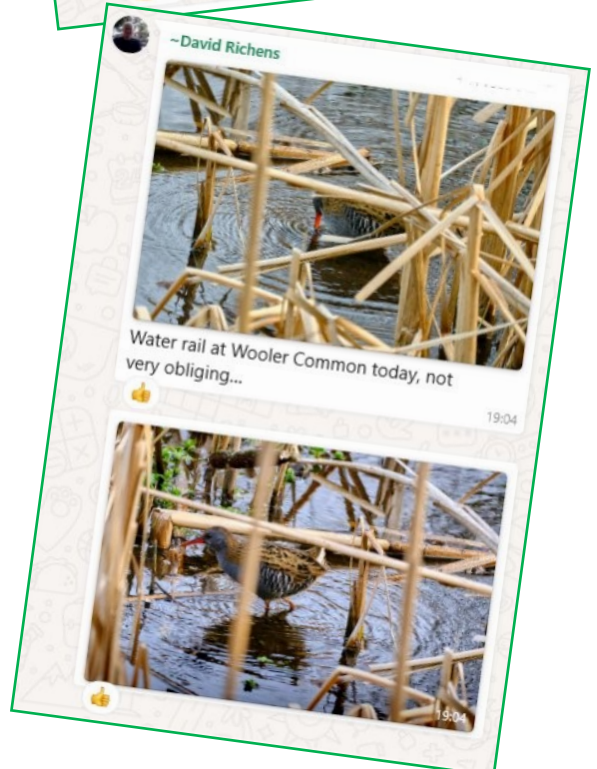 ~David Richens
Water rail at Wooler Common today, not
very obliging...
19:04
19:04